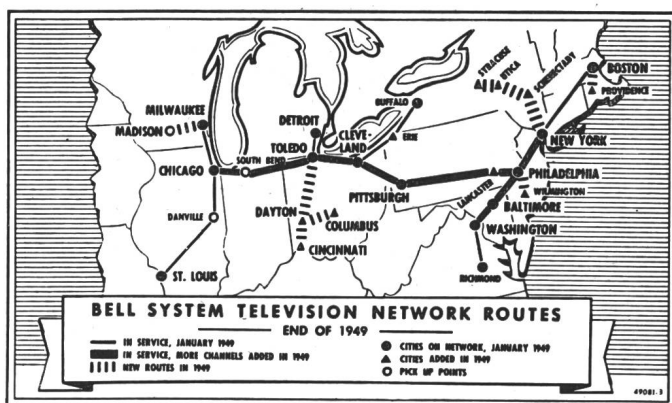 SYRACUSE
UTICA
SCHENECTADY
BOSTON
PROVIDENCE
BUFFALO
MILWAUKEE
MADISON
DETROIT
CLEVE-
LAND
ERIE
NEW YORK
TOLEDO
SOUTH BEND
CHICAGO
PHILADELPHIA
PITTSBURGH
LANCASTER
WILMINGTON
BALTIMORE
DANVILLE
DAYTON
COLUMBUS
WASHINGTON
CINCINNATI
ST. LOUIS
RICHMOND
BELL SYSTEM TELEVISION NETWORK ROUTES
END OF 1949
IN SERVICE, JANUARY 1949
IN SERVICE, MORE CHANNELS ADDED IN 1949
NEW ROUTES IN 1949
CITIES ON NETWORK, JANUARY 1949
CITIES ADDED IN 1949
PICK UP POINTS
49081-3